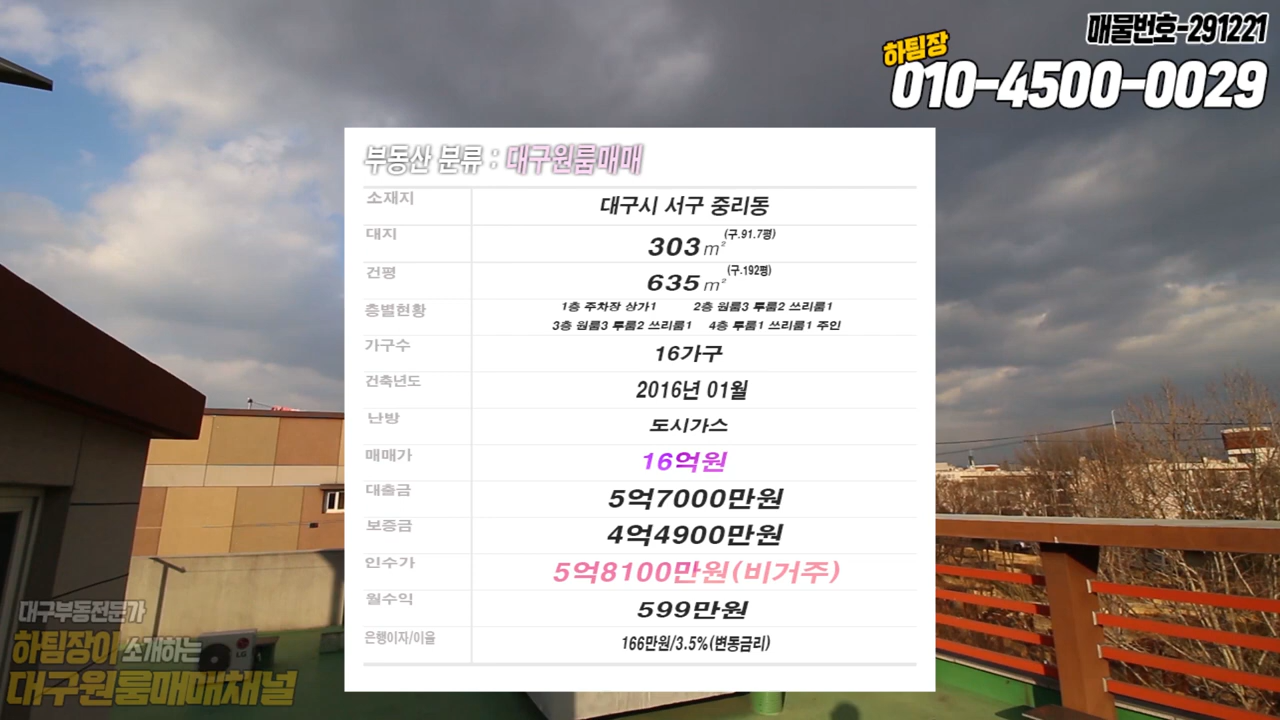 매물번호-291221
하팀장
010-4500-0029
부동산 분류 : 대구원룸매매
소재지 대구시 서구 중리동
대지 303㎡ (구.91.7평)
건평 635㎡ (구.192평)
층별현황 1층 주차장 상가1 2층 원룸3 투룸2 쓰리룸1
3층 원룸3 투룸2 쓰리룸1 4층 투룸1 쓰리룸1 주인
가구수 16가구
건축년도 2016년 01월
난방 도시가스
매매가 16억원
대출금 5억7000만원
보증금 4억4900만원
인수가 5억8100만원(비거주)
월수익 599만원
은행이자/이율 166만원/3.5%(변동금리)
대구부동전문가
하팀장이 소개하는
대구원룸매매채널
LG